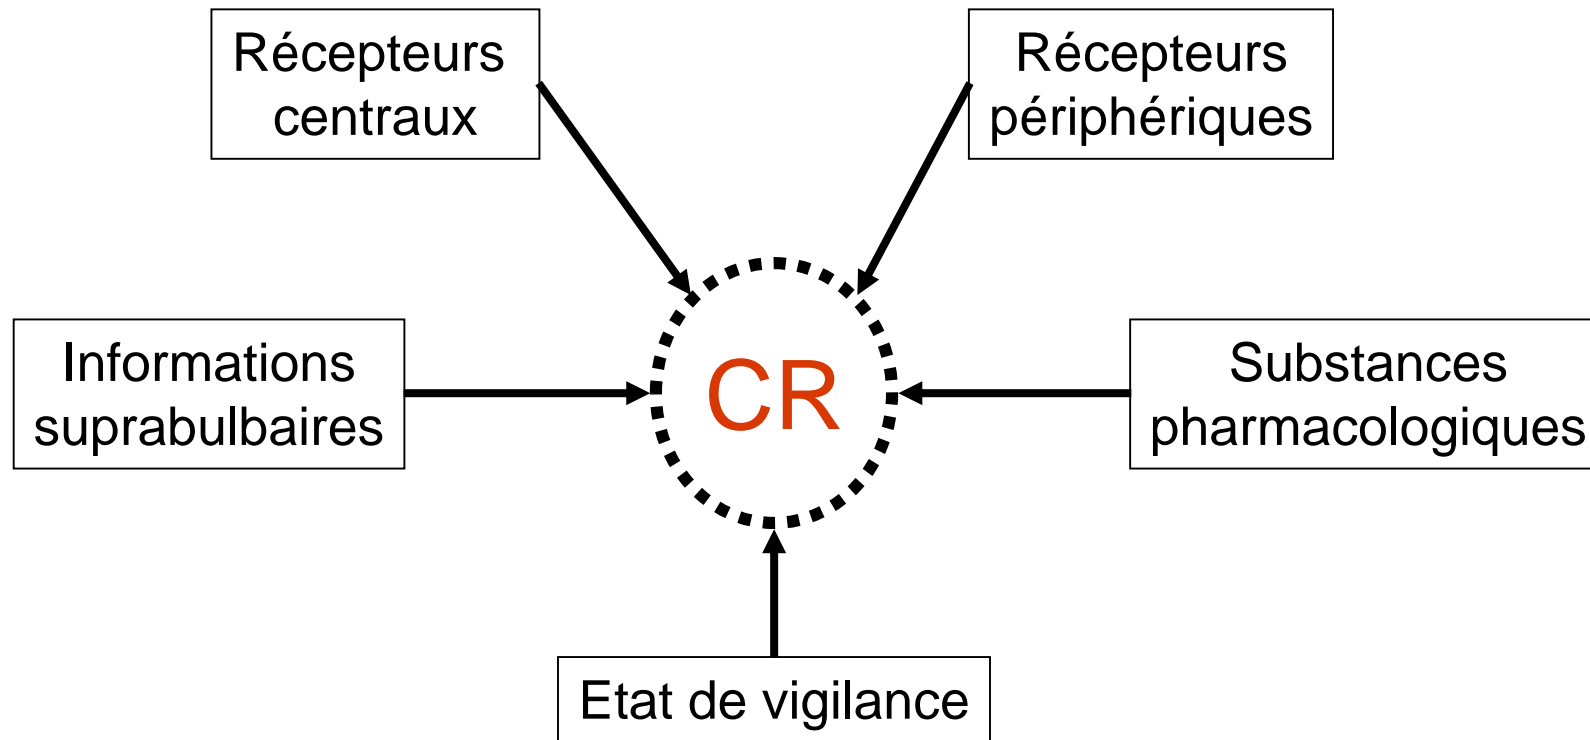 Récepteurs
centraux
Récepteurs
périphériques
Informations
suprabulbaires
CR
Substances
pharmacologiques
Etat de vigilance